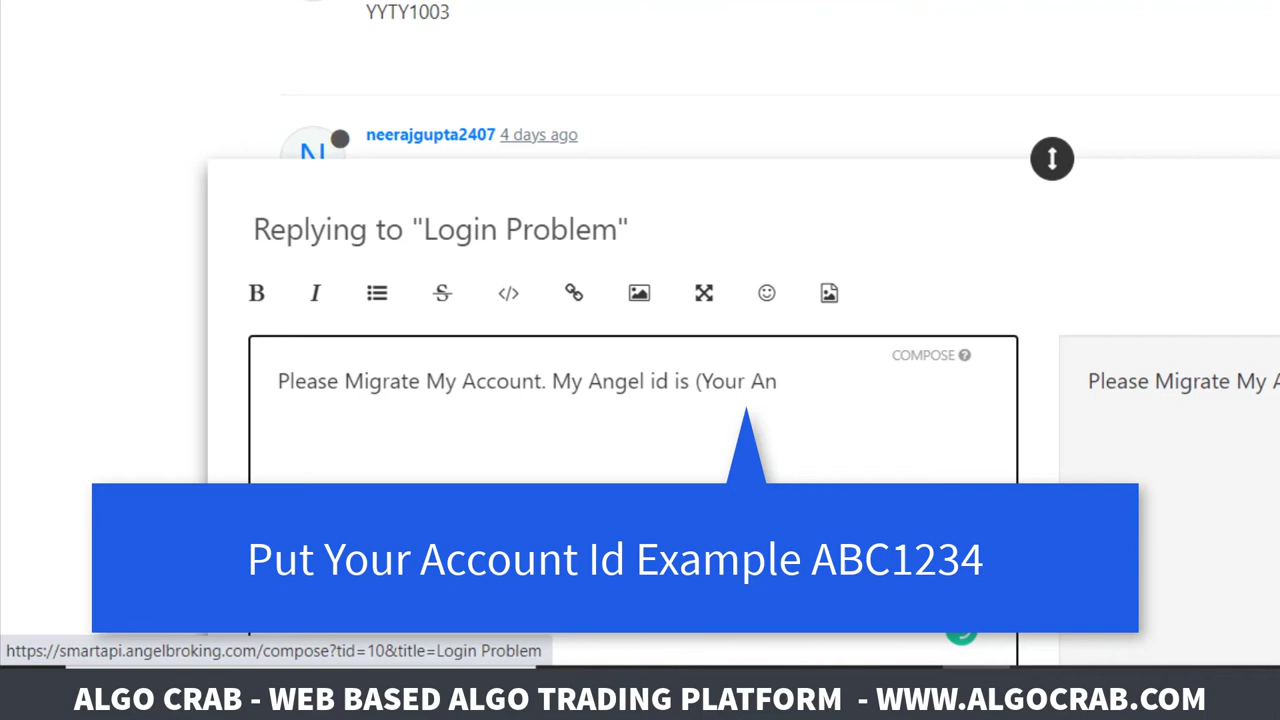 YYTY1003
neerajgupta2407 4 days ago
N
Replying to "Login Problem"
B I S
COMPOSE ?
Please Migrate My Account. My Angel id is (Your An
Please Migrate My
Put Your Account Id Example ABC1234
https://smartapi.angelbroking.com/compose?tid=10&title=Login Problem
ALGO CRAB - WEB BASED ALGO TRADING PLATFORM - WWW.ALGOCRAB.COM